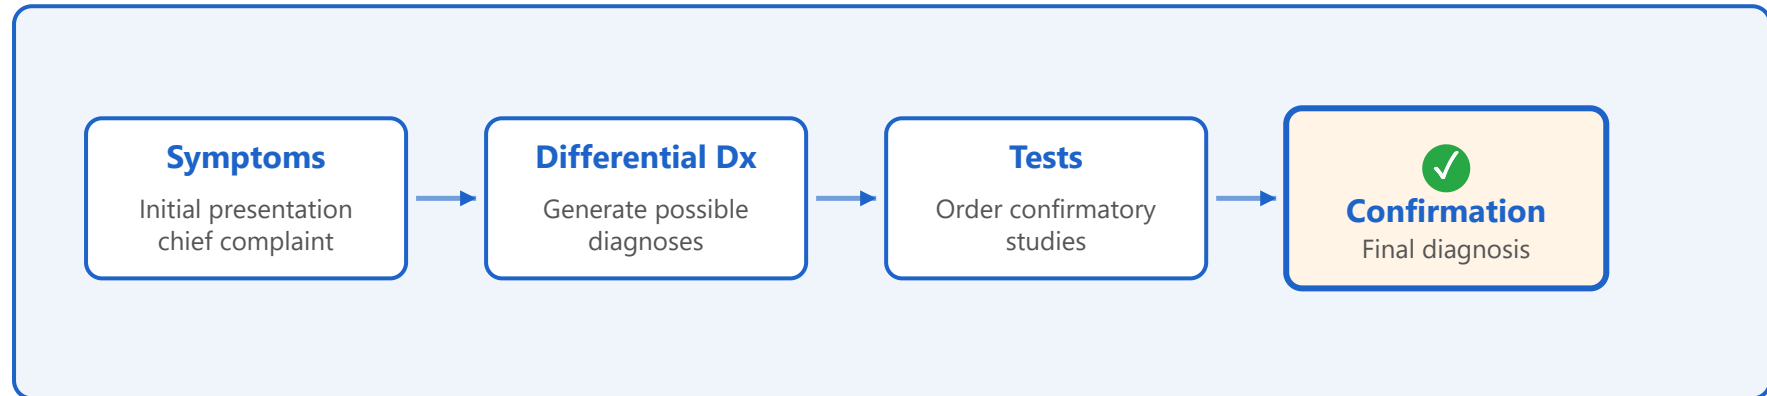 Symptoms
Initial presentation
chief complaint
Differential Dx
Generate possible
diagnoses
Tests
Order confirmatory
studies
Confirmation
Final diagnosis